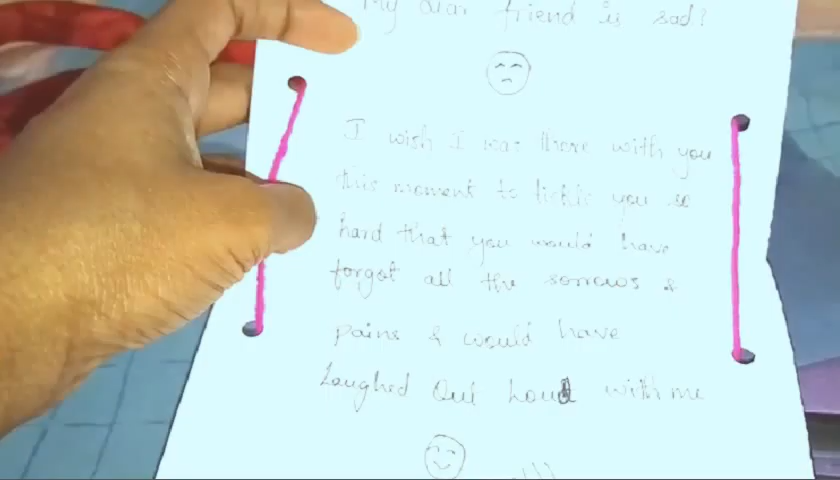 My dear friend is sad?
I wish I was there with you
this moment to tickle you so
hard that you would have
forgot all the sorrows &
pains & would have
Laughed Out Loud with me